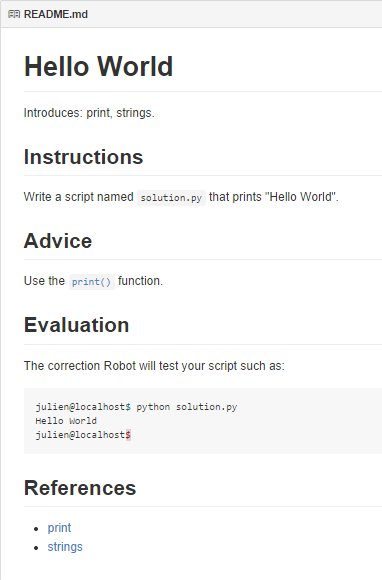 README.md
Hello World
Introduces: print, strings.
Instructions
Write a script named solution.py that prints "Hello World".
Advice
Use the print() function.
Evaluation
The correction Robot will test your script such as:
julien@localhost$ python solution.py
Hello World
julien@localhost$
References
print
strings